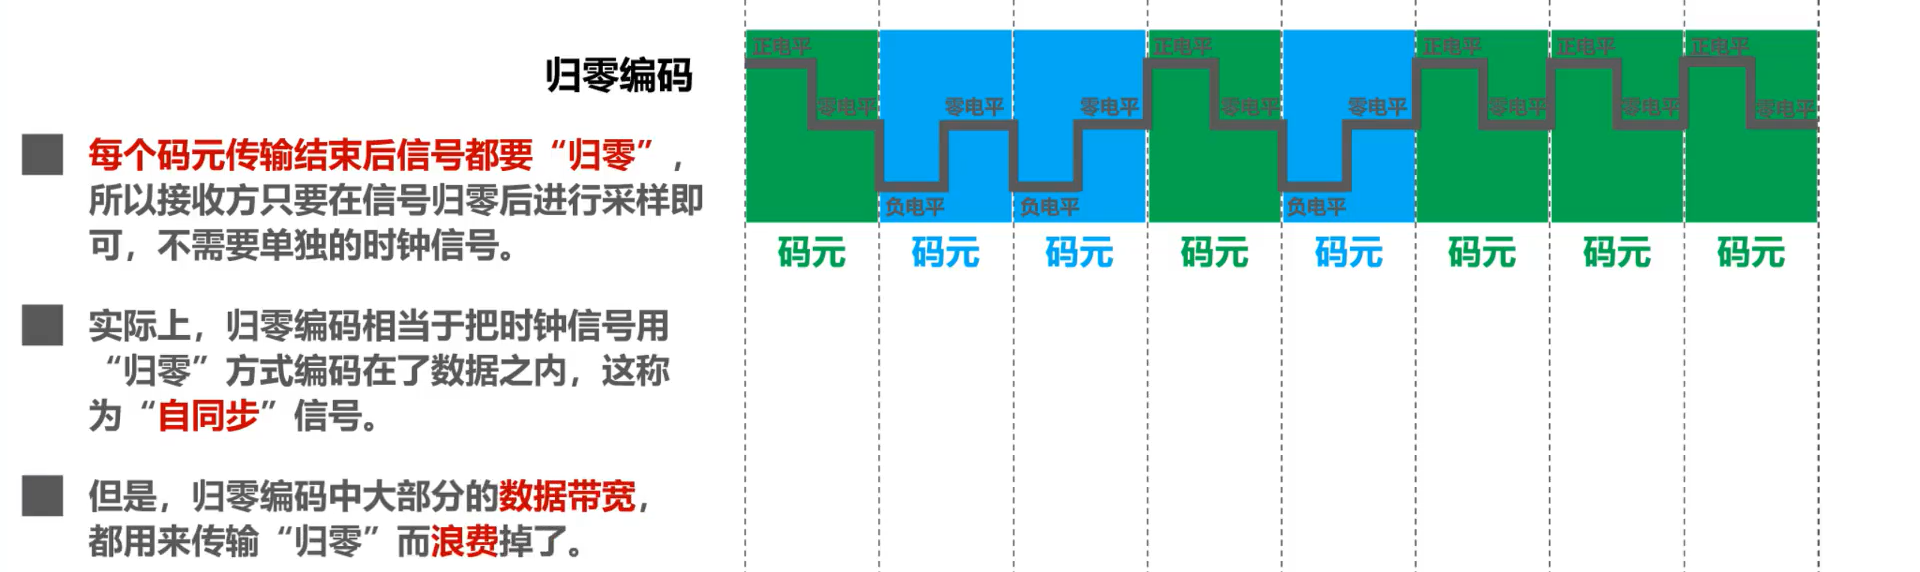 归零编码
每个码元传输结束后信号都要“归零”，
所以接收方只要在信号归零后进行采样即
可，不需要单独的时钟信号。
实际上，归零编码相当于把时钟信号用
“归零”方式编码在了数据之内，这称
为“自同步”信号。
但是，归零编码中大部分的数据带宽，
都用来传输“归零”而浪费掉了。
正电平 正电平 正电平 正电平 正电平
零电平 零电平 零电平 零电平 零电平 零电平 零电平 零电平
负电平 负电平 负电平
码元 码元 码元 码元 码元 码元 码元 码元